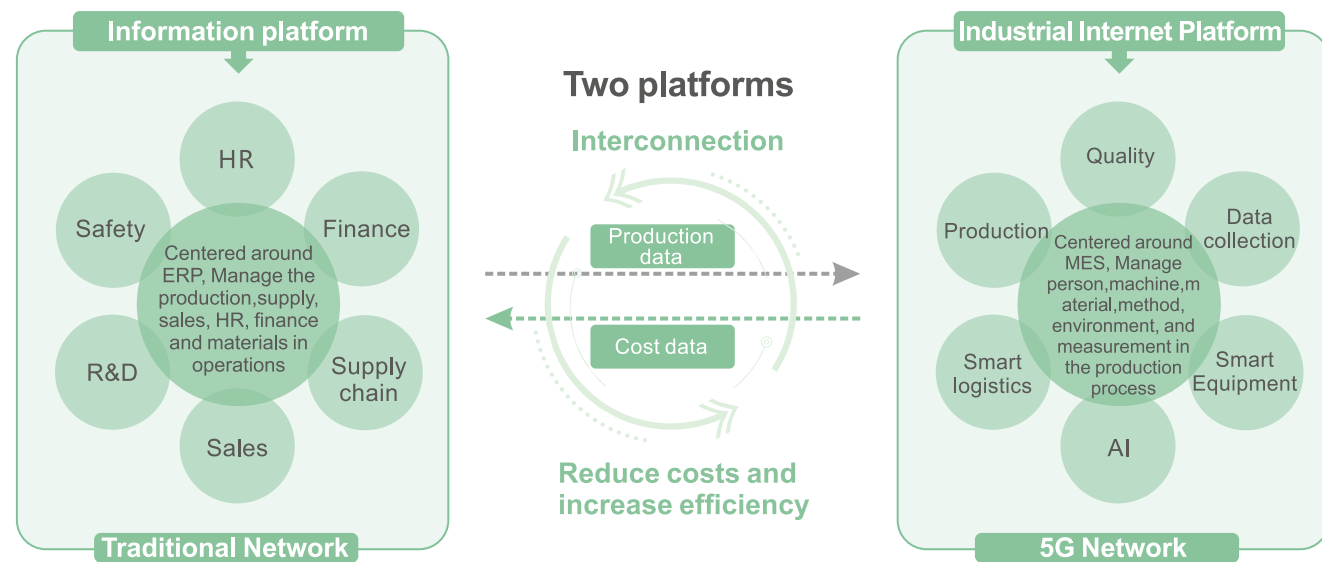 Information platform
HR
Safety
Finance
Centered around
ERP, Manage the
production,supply,
sales, HR, finance
and materials in
operations
R&D
Supply
chain
Sales
Traditional Network
Two platforms
Interconnection
Production
data
Cost data
Reduce costs and
increase efficiency
Industrial Internet Platform
Quality
Production
Data
collection
Centered around
MES, Manage
person,machine,m
aterial,method,
environment, and
measurement in
the production
process
Smart
logistics
Smart
Equipment
AI
5G Network